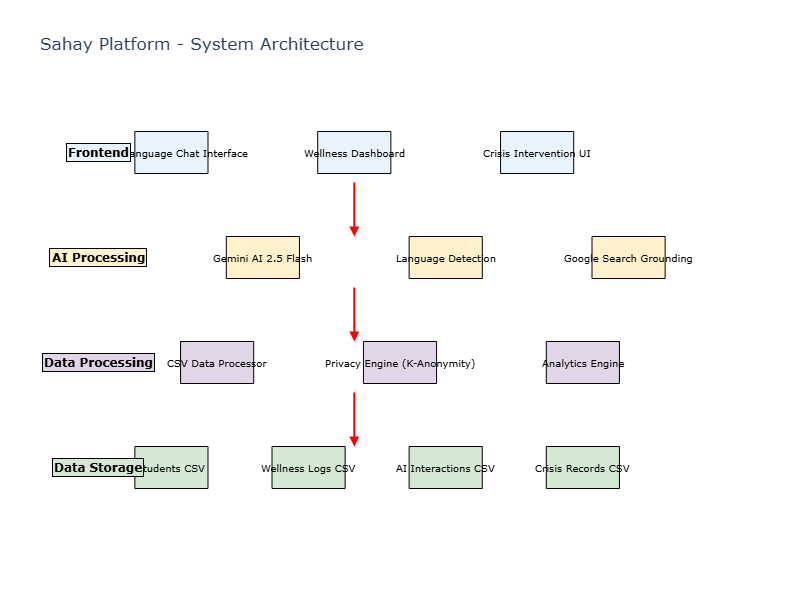 Sahay Platform - System Architecture
Frontend
anguage Chat Interface
Wellness Dashboard
Crisis Intervention UI
AI Processing
Gemini AI 2.5 Flash
Language Detection
Google Search Grounding
Data Processing
CSV Data Processor
Privacy Engine (K-Anonymity)
Analytics Engine
Data Storage
tudents CSV
Wellness Logs CSV
AI Interactions CSV
Crisis Records CSV